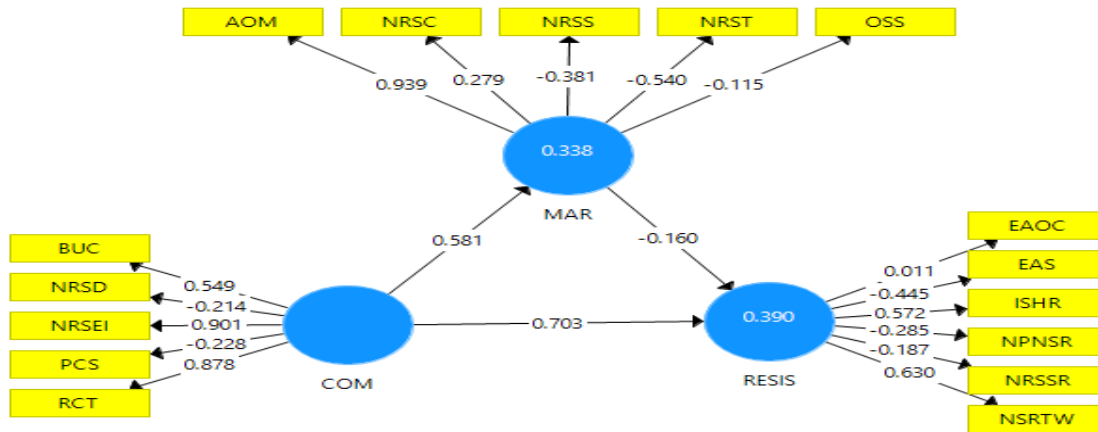 AOM NRSC NRSS NRST OSS
0.939 0.279 -0.381 -0.540 -0.115
0.338
MAR
0.581 -0.160
BUC
NRSD
NRSEI
PCS
RCT
0.549
-0.214
0.901
-0.228
0.878
COM
0.703
0.390
RESIS
0.011
-0.445
0.572
-0.285
-0.187
0.630
EAOC
EAS
ISHR
NPNSR
NRSSR
NSRTW